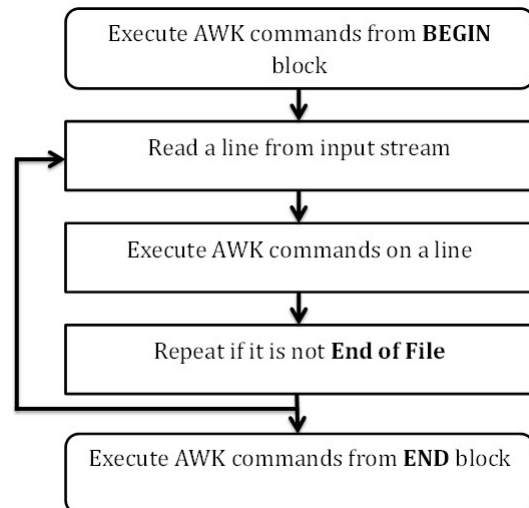 Execute AWK commands from BEGIN
block
Read a line from input stream
Execute AWK commands on a line
Repeat if it is not End of File
Execute AWK commands from END block